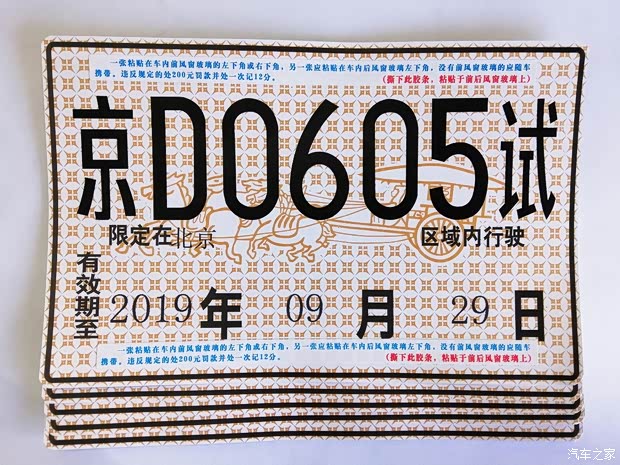 一张粘贴在车内前风窗玻璃的左下角或右下角，另一张应粘贴在车内后风窗玻璃左下角，没有前风窗玻璃的应随车
携带。违反规定的处200元罚款并处一次记12分。 (撕下此胶条，粘贴于前后风窗玻璃上)
京D0605试
限定在北京 区域内行驶
有效期至 2019年 09 月 29 日
一张粘贴在车内前风窗玻璃的左下角或右下角，另一张应粘贴在车内后风窗玻璃左下角，没有前风窗玻璃的应随车
携带。违反规定的处200元罚款并处一次记12分。 (撕下此胶条，粘贴于前后风窗玻璃上)
汽车之家